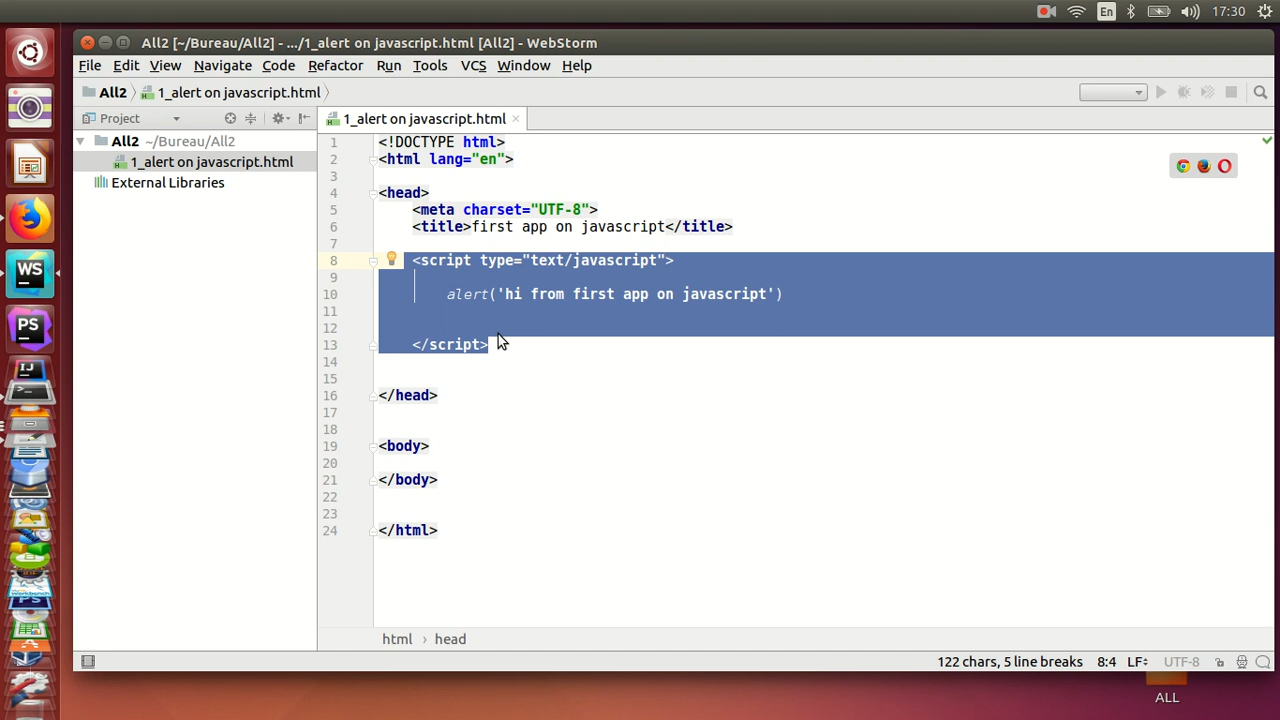 En
17:30
All2 [~/Bureau/All2] - .../1_alert on javascript.html [All2] - WebStorm
File Edit View Navigate Code Refactor Run Tools VCS Window Help
All2 1_alert on javascript.html
Project
1_alert on javascript.html
All2 ~/Bureau/All2
1_alert on javascript.html
External Libraries
1 <!DOCTYPE html>
2 <html lang="en">
3
4 <head>
5 <meta charset="UTF-8">
6 <title>first app on javascript</title>
7
8 <script type="text/javascript">
9
10 alert('hi from first app on javascript')
11
12
13 </script>
14
15
16 </head>
17
18
19 <body>
20
21 </body>
22
23
24 </html>
html › head
122 chars, 5 line breaks 8:4 LF÷ UTF-8
WS
PS
IJ
PS
ALL